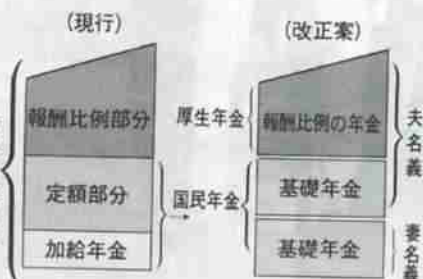 (現行)
報酬比例部分
定額部分
加給年金
(改正案)
厚生年金
報酬比例の年金
国民年金
→
基礎年金
基礎年金
夫名義
妻名義